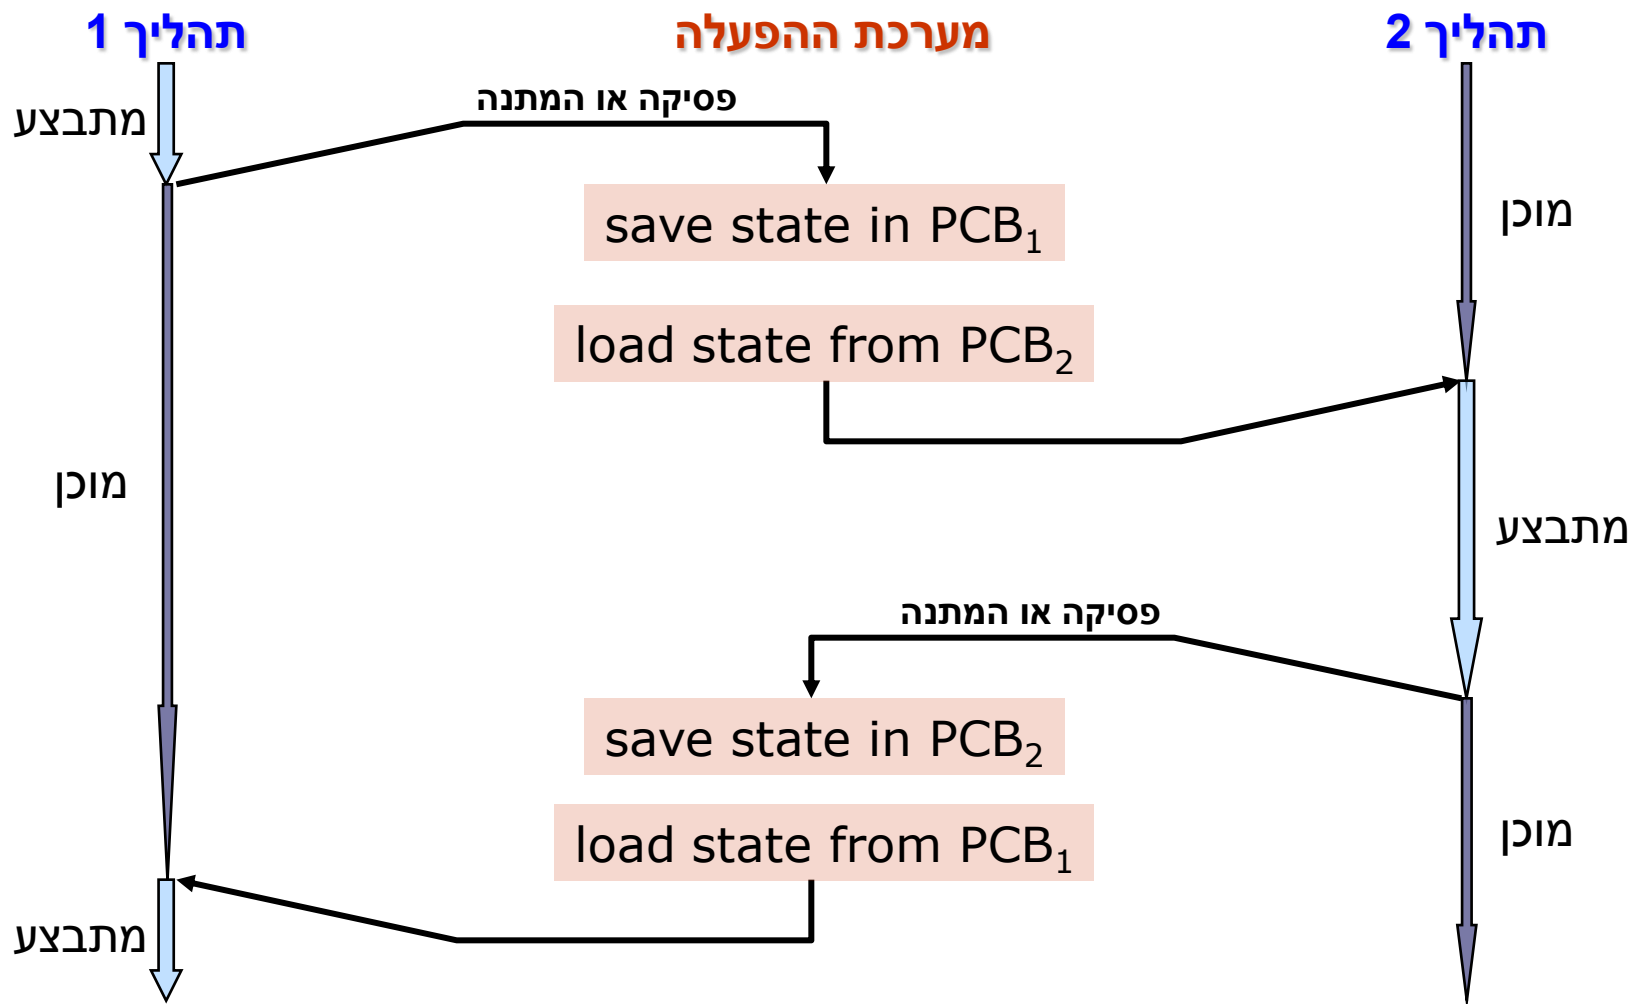 תהליך 1
מערכת ההפעלה
תהליך 2
פסיקה או המתנה
מתבצע
מוכן
save state in PCB₁
load state from PCB₂
מוכן
מתבצע
פסיקה או המתנה
save state in PCB₂
load state from PCB₁
מוכן
מתבצע